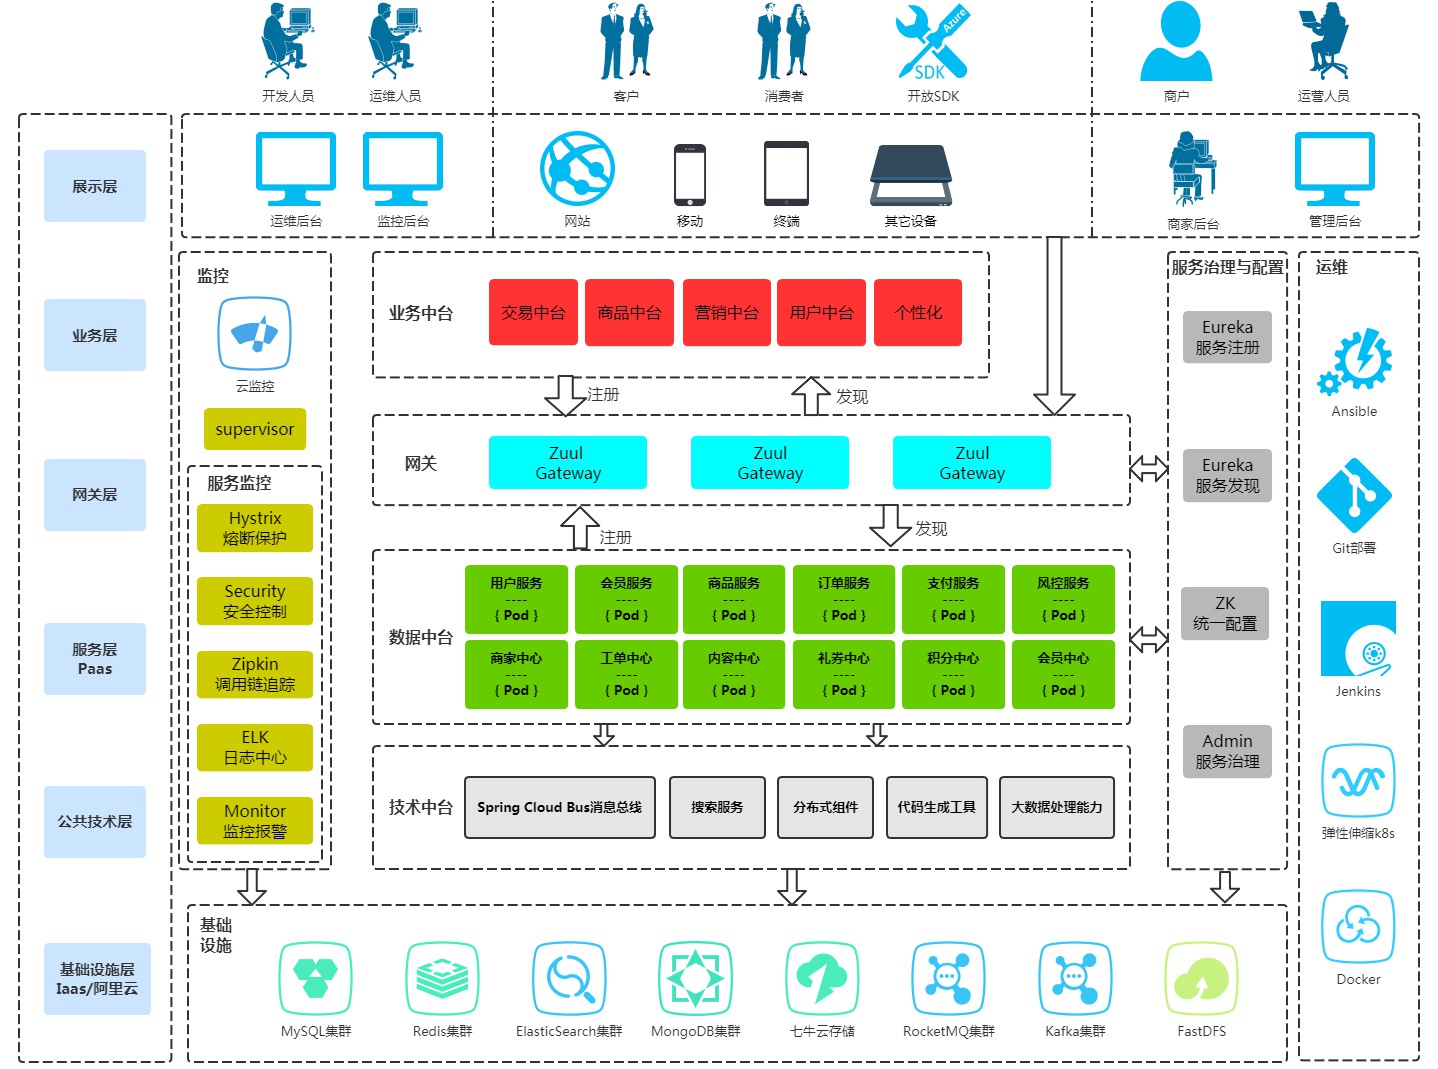 Azure
SDK
开发人员
运维人员
客户
消费者
开放SDK
商户
运营人员
展示层
运维后台
监控后台
网站
移动
终端
其它设备
商家后台
管理后台
业务层
网关层
服务层
Paas
公共技术层
基础设施层
Iaas/阿里云
监控
云监控
supervisor
服务监控
Hystrix
熔断保护
Security
安全控制
Zipkin
调用链追踪
ELK
日志中心
Monitor
监控报警
业务中台
交易中台
商品中台
营销中台
用户中台
个性化
注册
发现
网关
Zuul
Gateway
Zuul
Gateway
Zuul
Gateway
注册
发现
数据中台
用户服务
----
{ Pod }
会员服务
----
{ Pod }
商品服务
----
{ Pod }
订单服务
----
{ Pod }
支付服务
----
{ Pod }
风控服务
----
{ Pod }
商家中心
----
{ Pod }
工单中心
----
{ Pod }
内容中心
----
{ Pod }
礼券中心
----
{ Pod }
积分中心
----
{ Pod }
会员中心
----
{ Pod }
技术中台
Spring Cloud Bus消息总线
搜索服务
分布式组件
代码生成工具
大数据处理能力
服务治理与配置
Eureka
服务注册
Eureka
服务发现
ZK
统一配置
Admin
服务治理
运维
Ansible
Git部署
Jenkins
弹性伸缩k8s
Docker
基础
设施
MySQL集群
Redis集群
ElasticSearch集群
MongoDB集群
七牛云存储
RocketMQ集群
Kafka集群
FastDFS